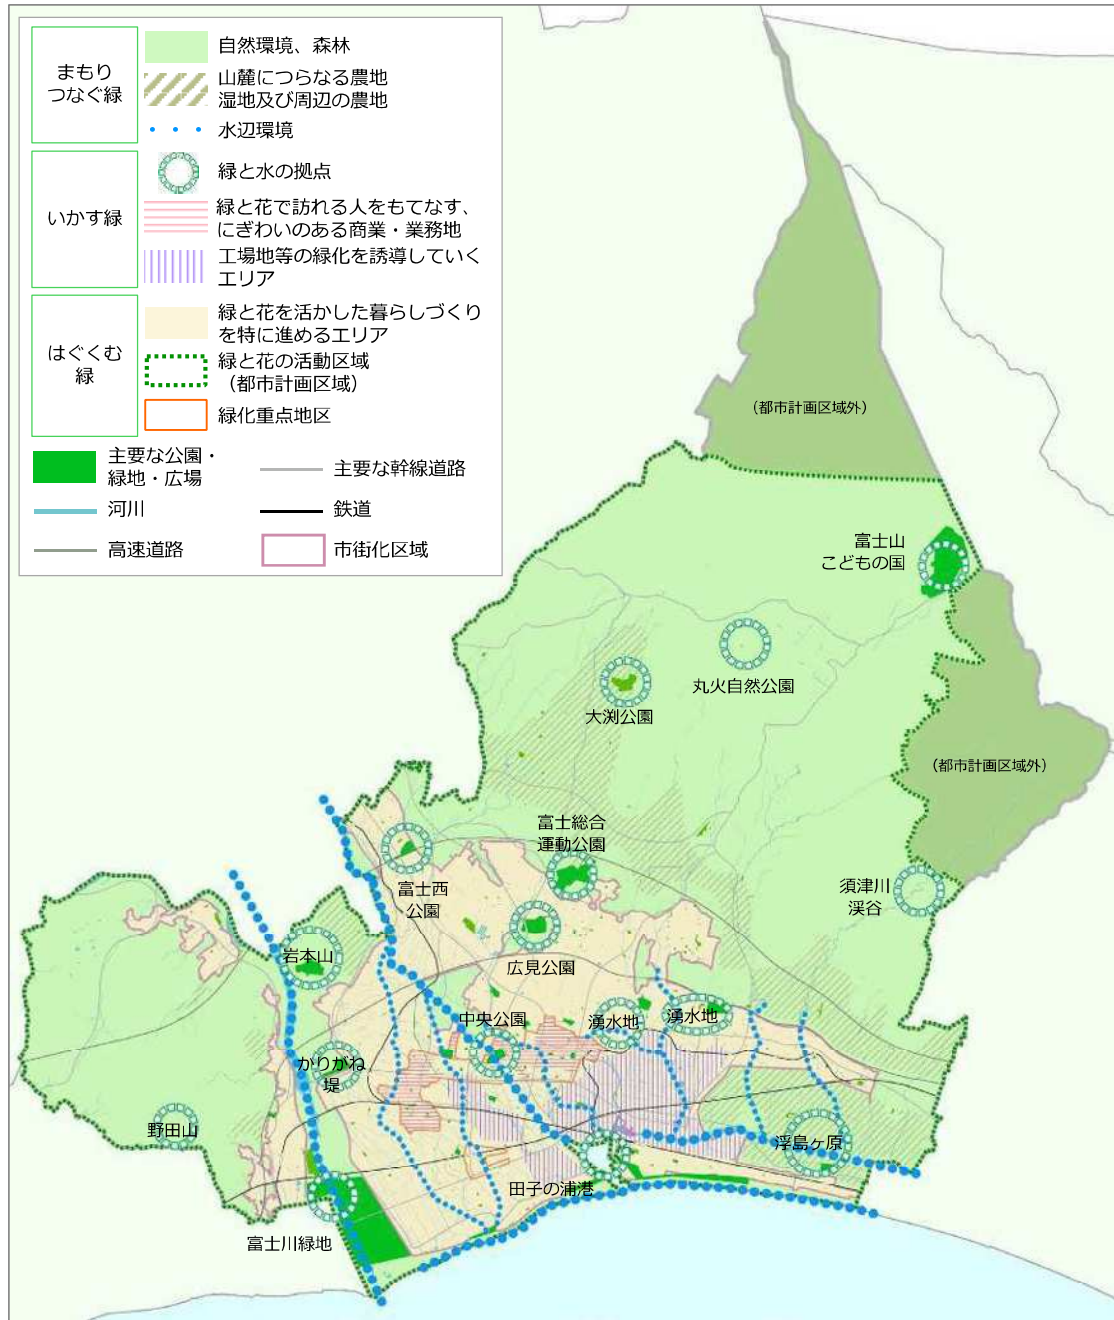 まもり
つなぐ緑
自然環境、森林
山麓につらなる農地
湿地及び周辺の農地
水辺環境
いかす緑
緑と水の拠点
緑と花で訪れる人をもてなす、
にぎわいのある商業・業務地
工場地等の緑化を誘導していく
エリア
はぐくむ
緑
緑と花を活かした暮らしづくり
を特に進めるエリア
緑と花の活動区域
（都市計画区域）
緑化重点地区
主要な公園・
緑地・広場
主要な幹線道路
河川
鉄道
高速道路
市街化区域
（都市計画区域外）
富士山
こどもの国
丸火自然公園
大渕公園
（都市計画区域外）
富士総合
運動公園
富士西
公園
須津川
渓谷
岩本山
広見公園
中央公園
湧水地
湧水地
かりがね
堤
野田山
浮島ヶ原
田子の浦港
富士川緑地